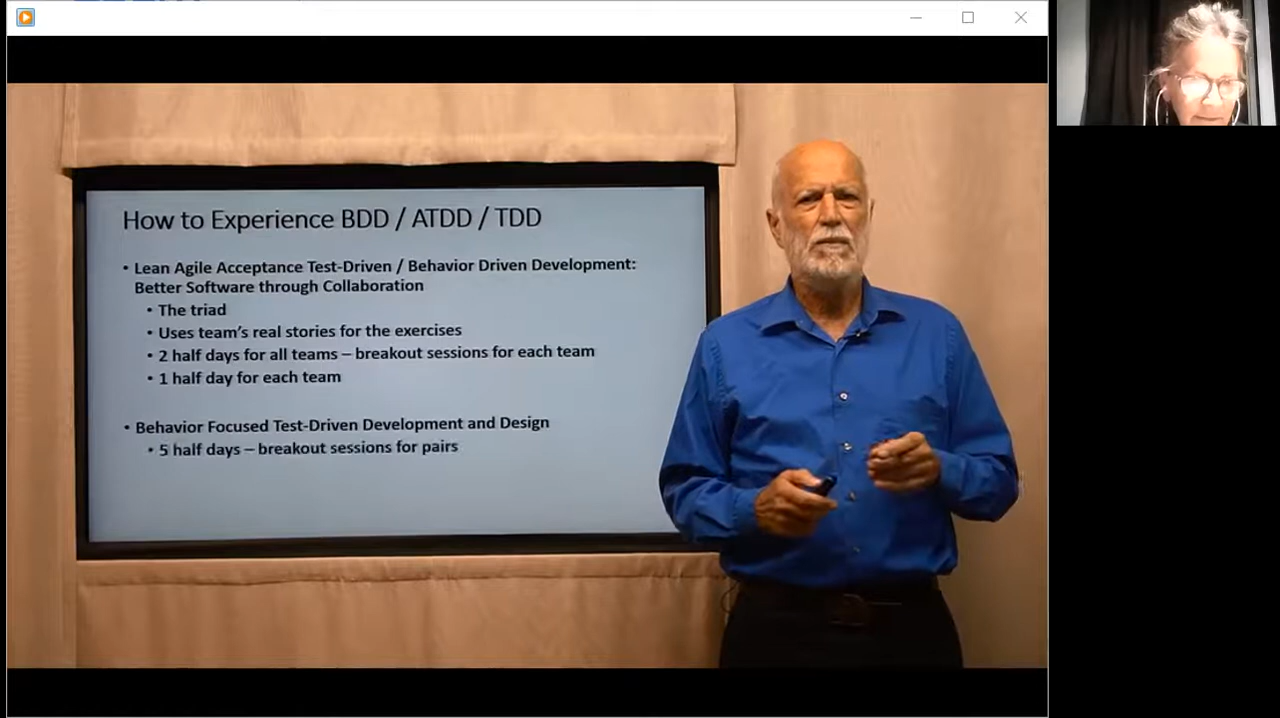 How to Experience BDD / ATDD / TDD
• Lean Agile Acceptance Test-Driven / Behavior Driven Development:
Better Software through Collaboration
• The triad
• Uses team's real stories for the exercises
• 2 half days for all teams – breakout sessions for each team
• 1 half day for each team
• Behavior Focused Test-Driven Development and Design
• 5 half days – breakout sessions for pairs